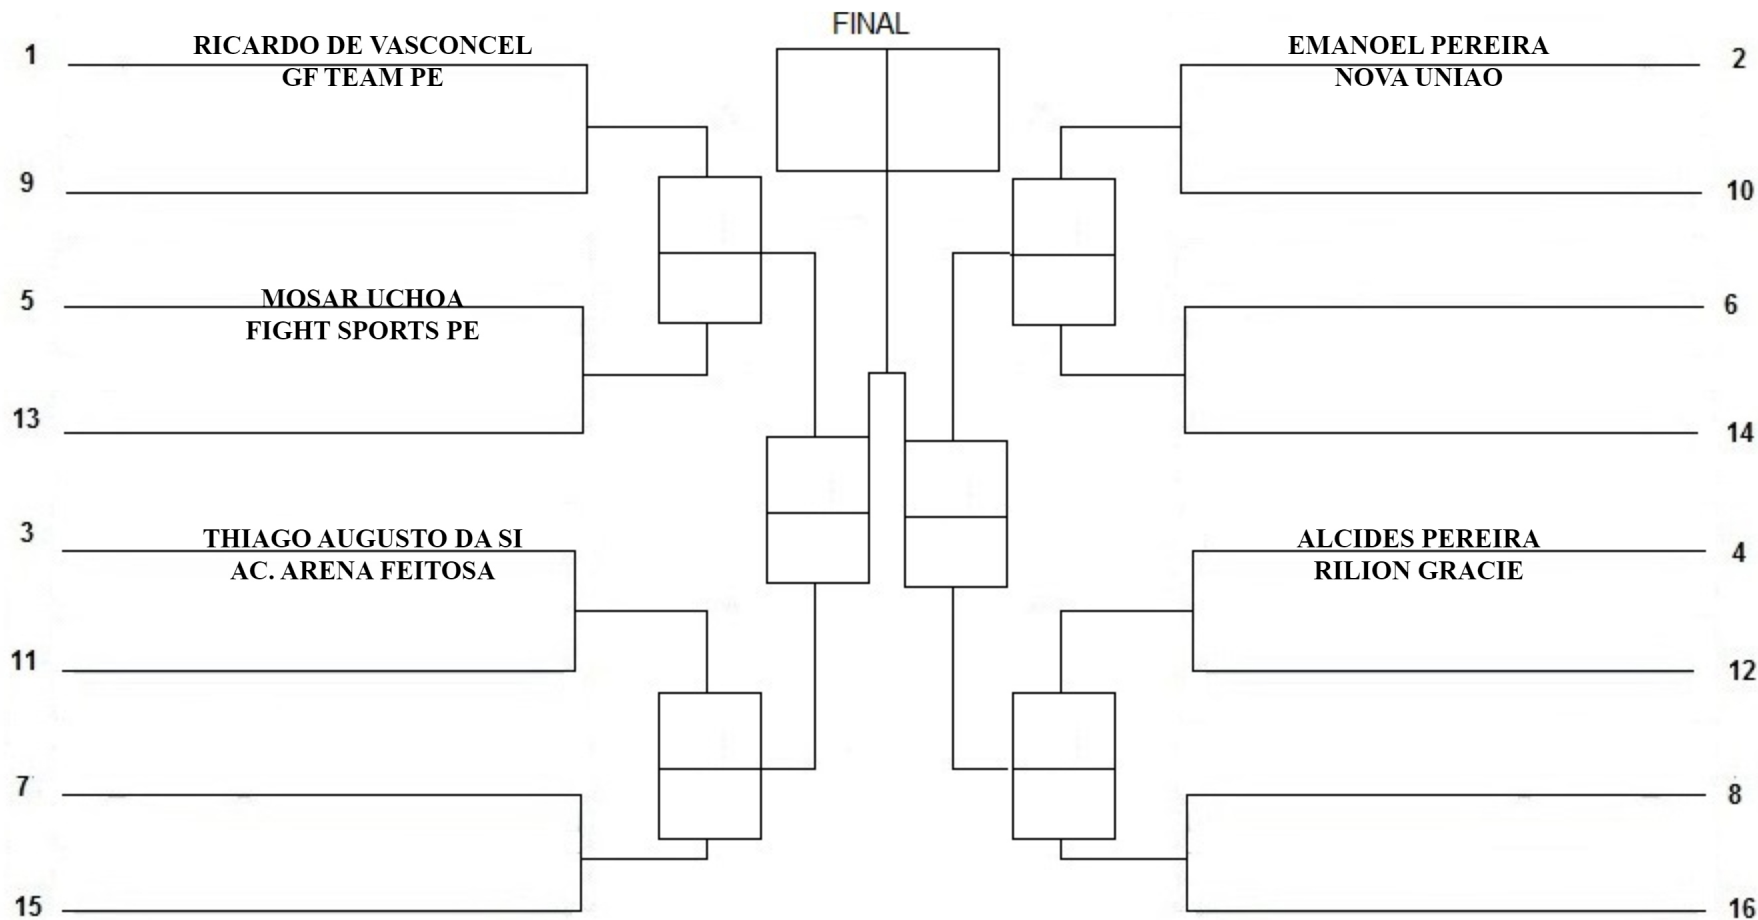 FINAL
1
RICARDO DE VASCONCEL
GF TEAM PE
9
5
MOSAR UCHOA
FIGHT SPORTS PE
13
3
THIAGO AUGUSTO DA SI
AC. ARENA FEITOSA
11
7
15
EMANOEL PEREIRA
NOVA UNIAO
2
10
6
14
ALCIDES PEREIRA
RILION GRACIE
4
12
8
16